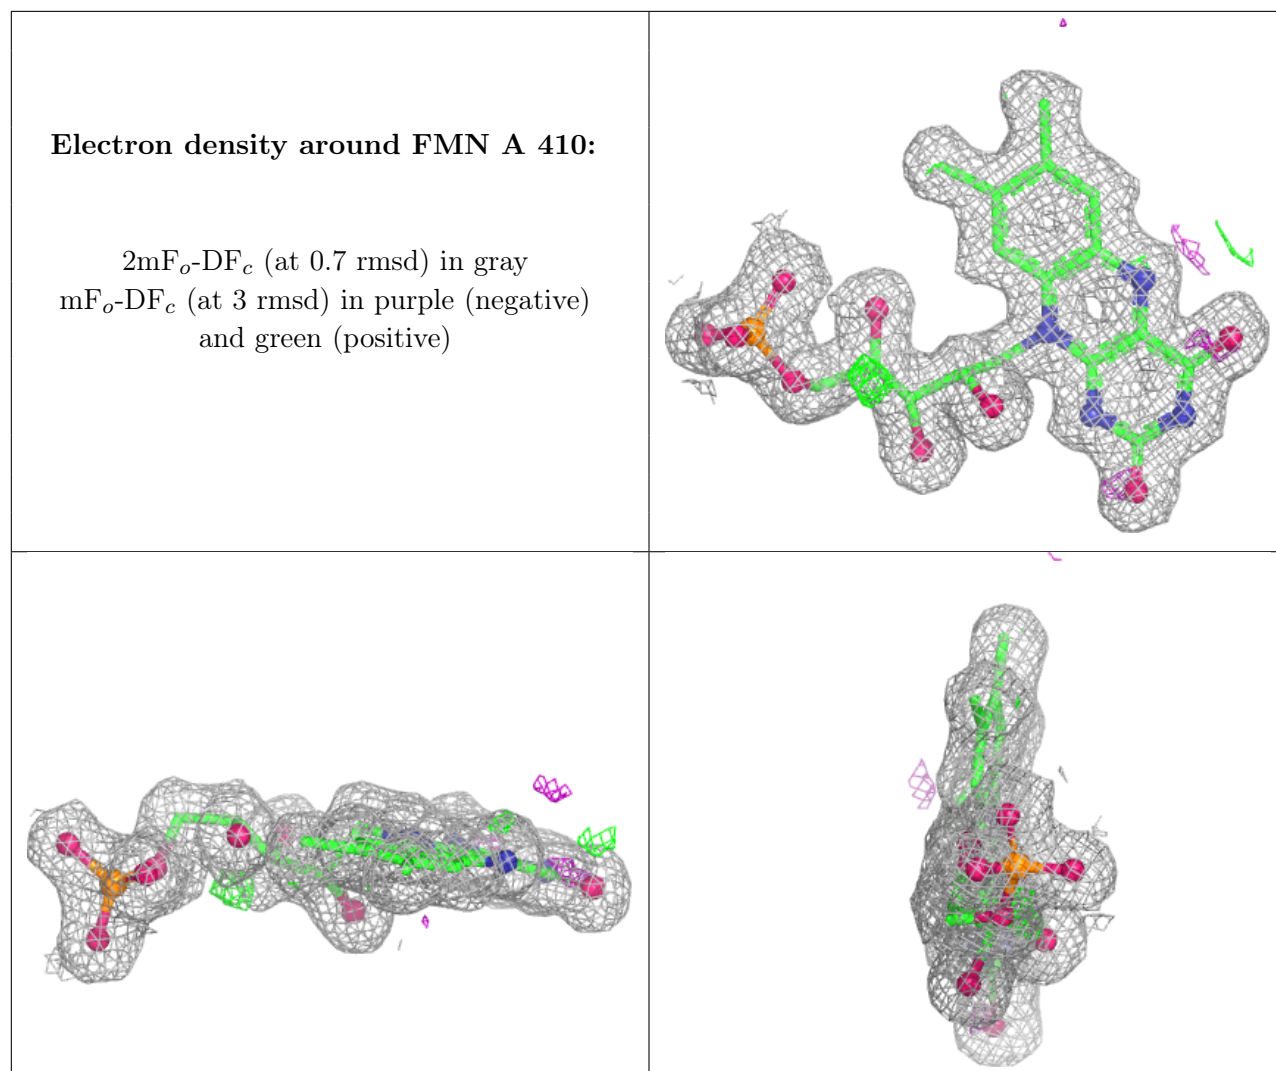 Electron density around FMN A 410:
2mFₒ-DF𝑐 (at 0.7 rmsd) in gray
mFₒ-DF𝑐 (at 3 rmsd) in purple (negative)
and green (positive)